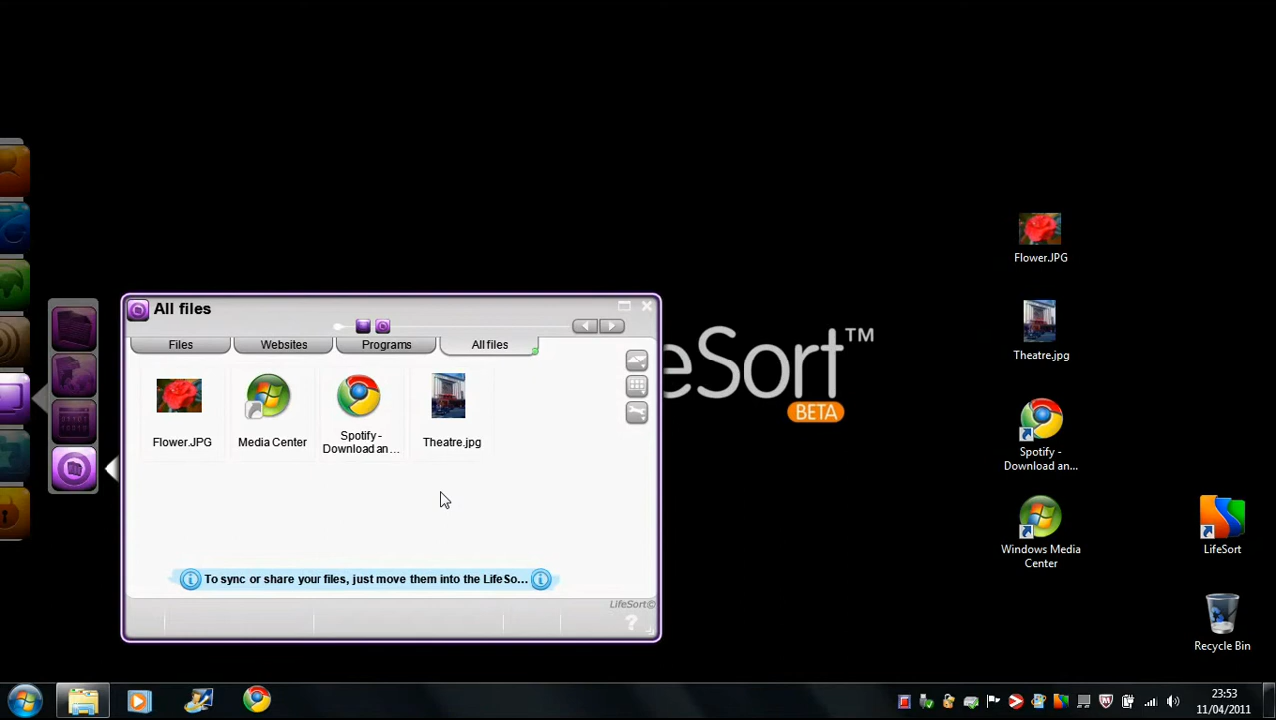 All files
Files
Websites
Programs
All files
Flower.JPG
Media Center
Spotify -
Download an...
Theatre.jpg
To sync or share your files, just move them into the LifeSo...
LifeSort©
?
eSort™
BETA
Flower.JPG
Theatre.jpg
Spotify -
Download an...
Windows Media
Center
LifeSort
Recycle Bin
23:53
11/04/2011